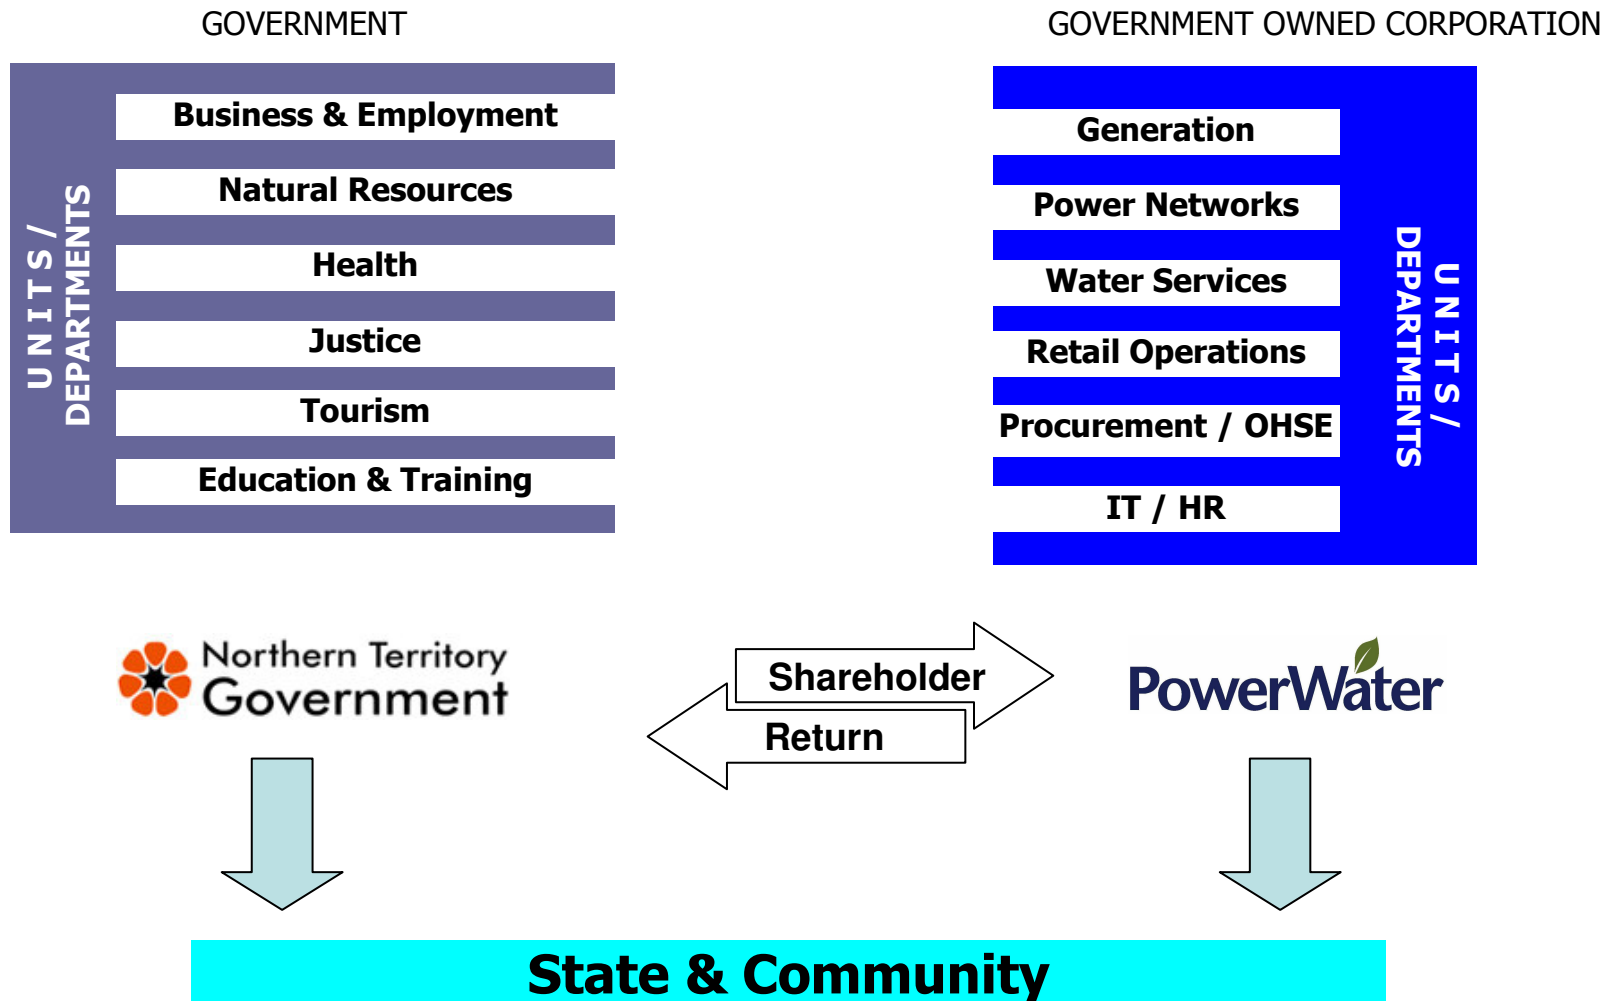 GOVERNMENT
GOVERNMENT OWNED CORPORATION
UNITS /
DEPARTMENTS
Business & Employment
Natural Resources
Health
Justice
Tourism
Education & Training
Generation
Power Networks
Water Services
Retail Operations
Procurement / OHSE
IT / HR
UNITS /
DEPARTMENTS
Northern Territory
Government
Shareholder
Return
PowerWater
State & Community